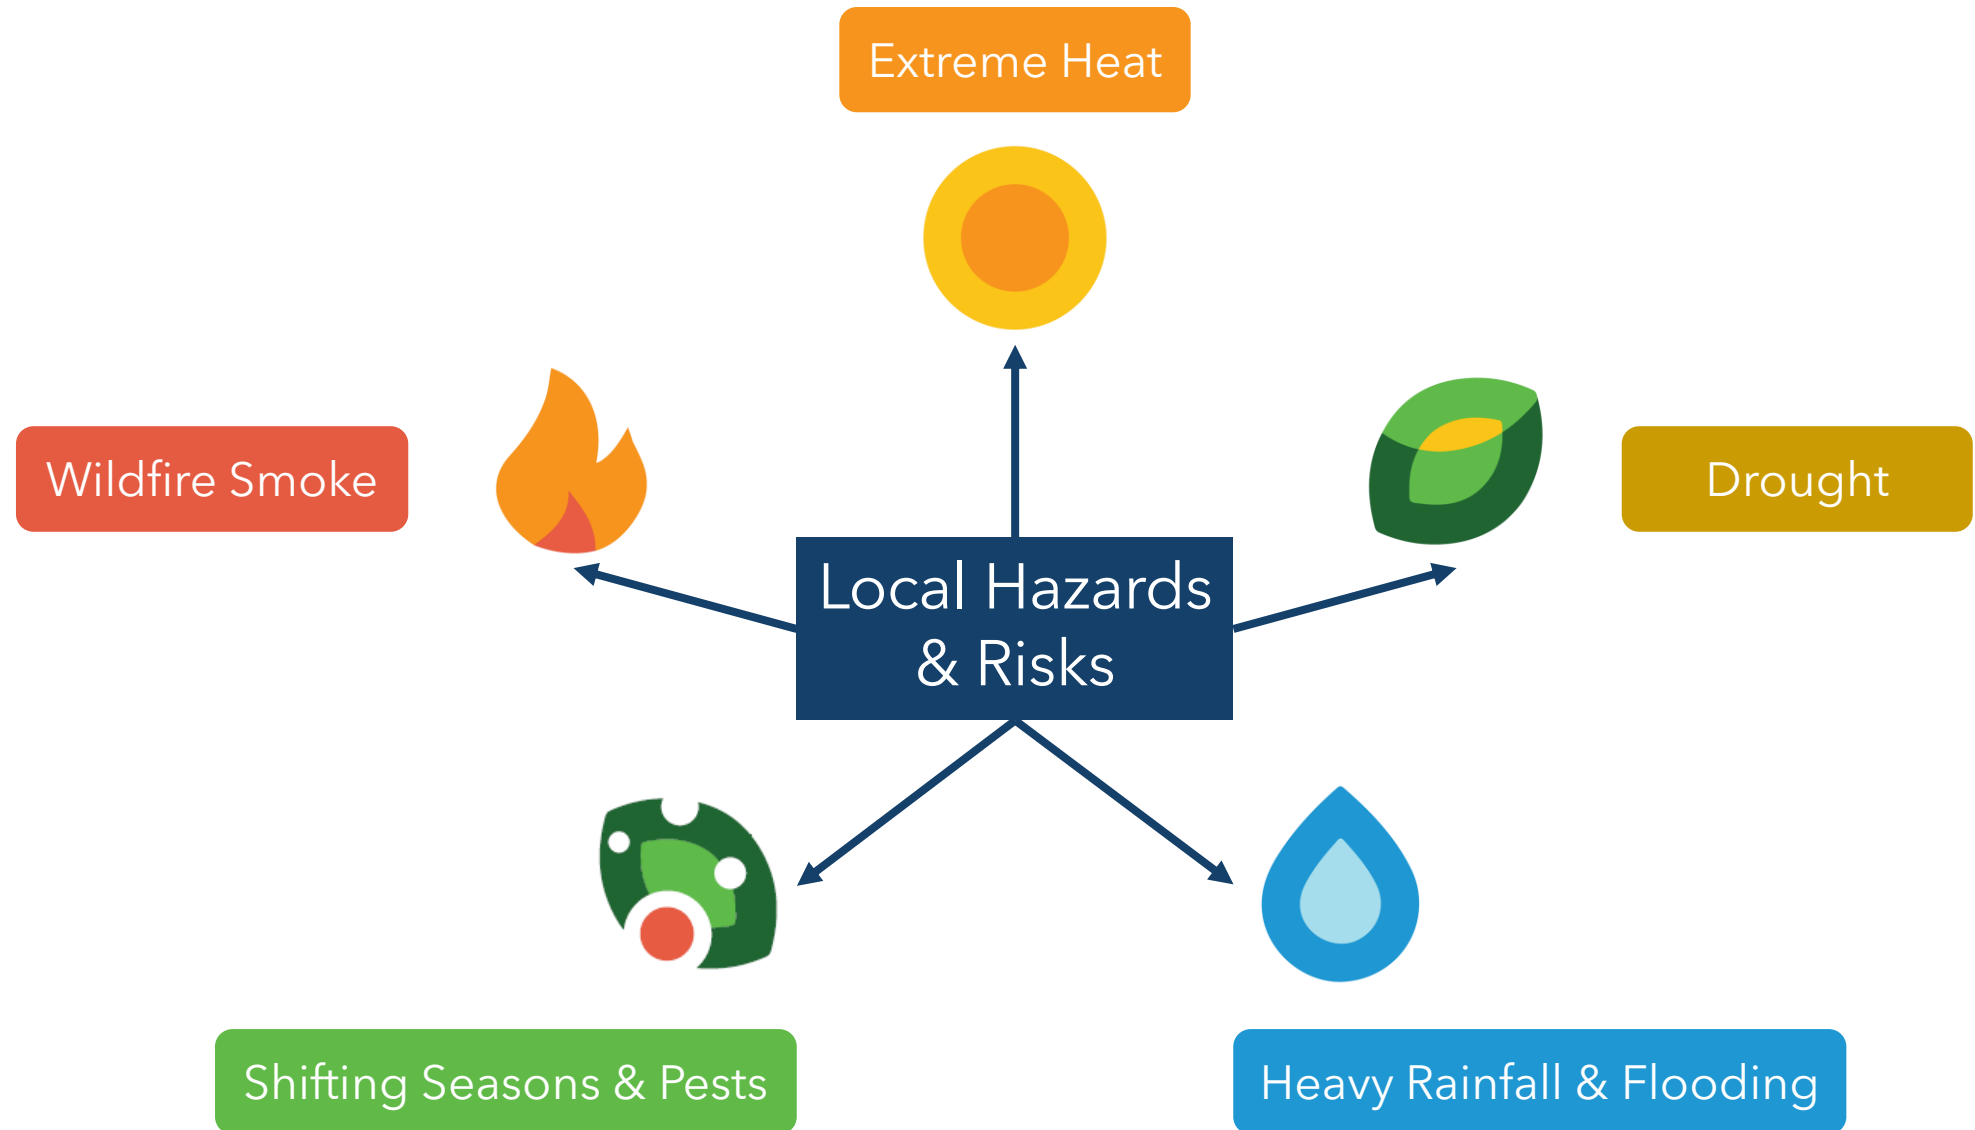 Extreme Heat
Wildfire Smoke
Drought
Local Hazards
& Risks
Shifting Seasons & Pests
Heavy Rainfall & Flooding